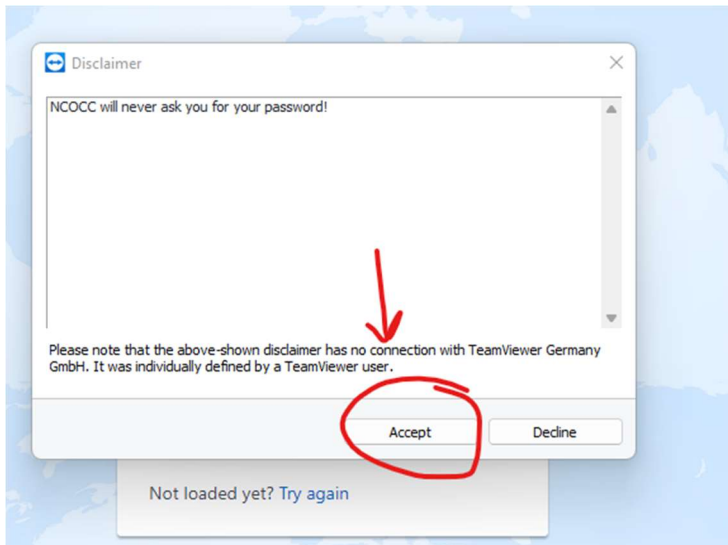 Disclaimer
NCOCC will never ask you for your password!
Please note that the above-shown disclaimer has no connection with TeamViewer Germany
GmbH. It was individually defined by a TeamViewer user.
Accept Decline
Not loaded yet? Try again